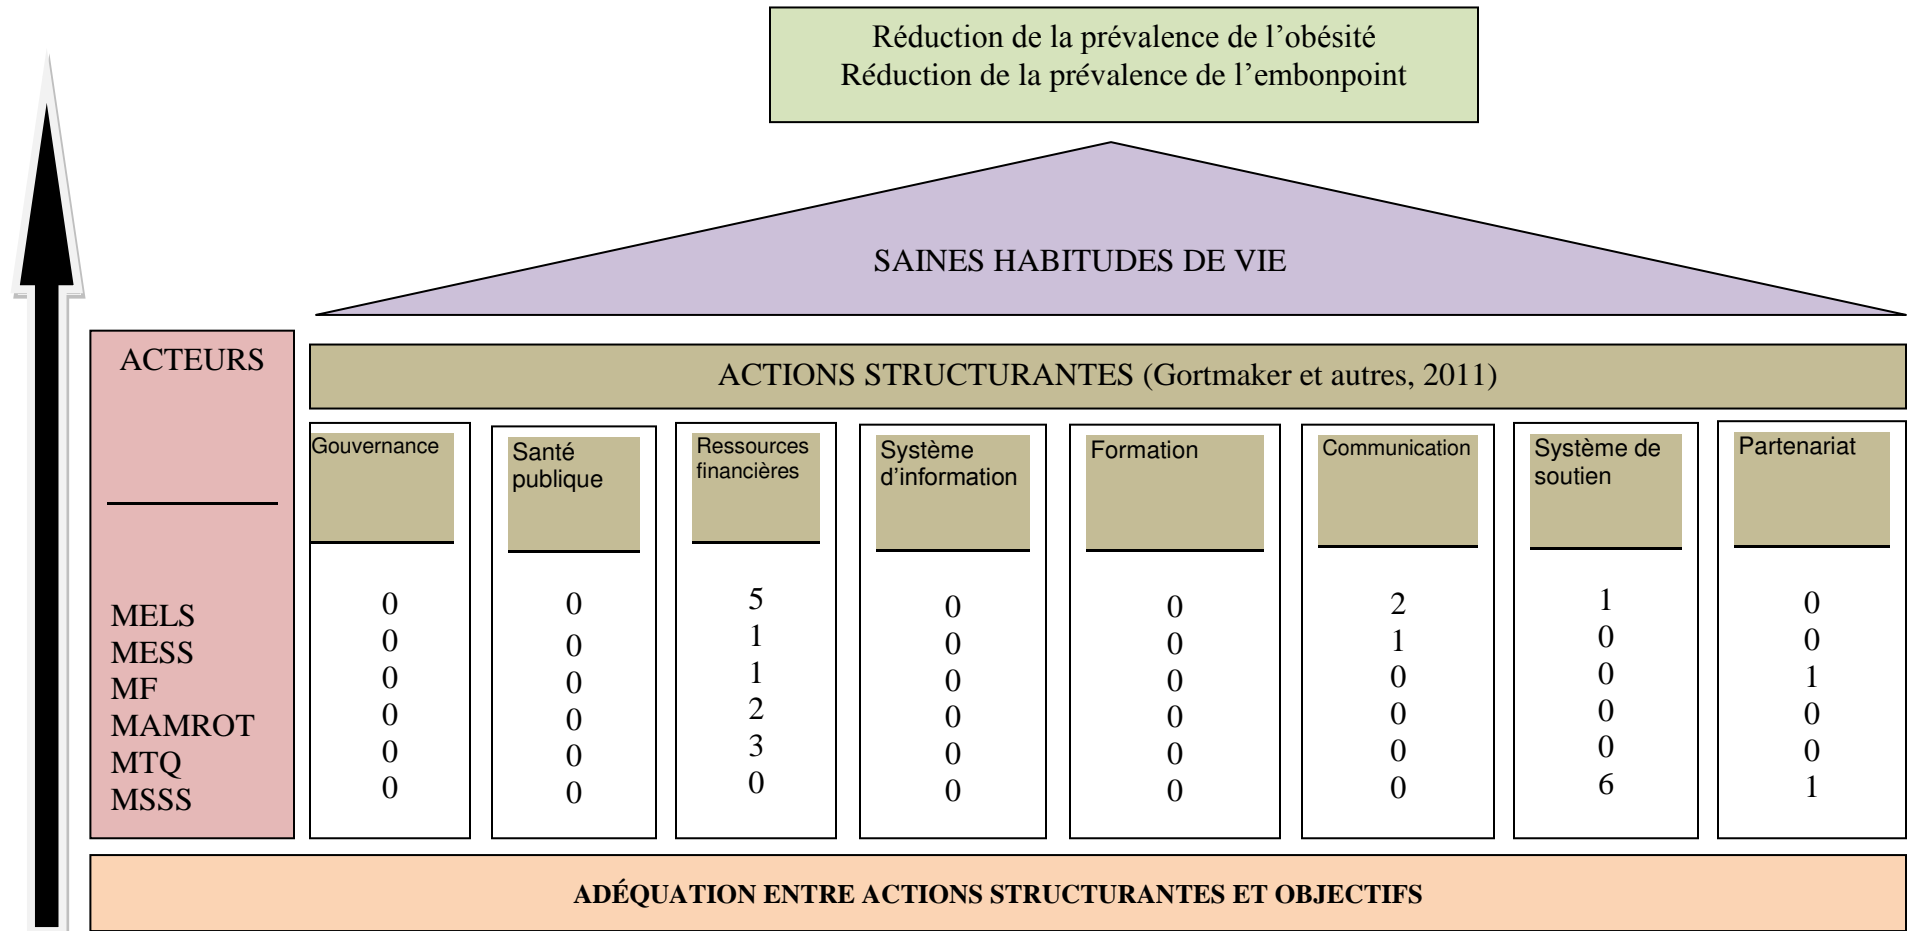 Réduction de la prévalence de l’obésité
Réduction de la prévalence de l’embonpoint
SAINES HABITUDES DE VIE
ACTEURS
ACTIONS STRUCTURANTES (Gortmaker et autres, 2011)
Gouvernance
Santé
publique
Ressources
financières
Système
d’information
Formation
Communication
Système de
soutien
Partenariat
MELS 0 0 5 0 0 2 1 0
MESS 0 0 1 0 0 1 0 0
MF 0 0 1 0 0 0 0 1
MAMROT 0 0 2 0 0 0 0 0
MTQ 0 0 3 0 0 0 0 0
MSSS 0 0 0 0 0 0 6 1
ADÉQUATION ENTRE ACTIONS STRUCTURANTES ET OBJECTIFS